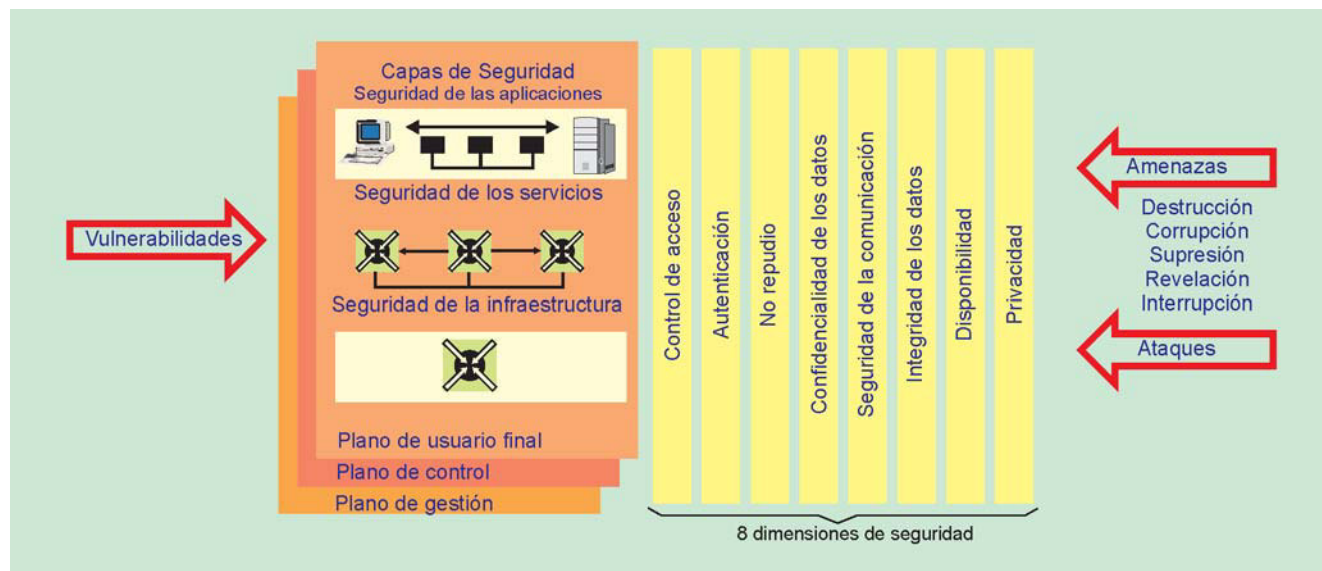 Capas de Seguridad
Seguridad de las aplicaciones
Seguridad de los servicios
Seguridad de la infraestructura
Plano de usuario final
Plano de control
Plano de gestión
Vulnerabilidades
Control de acceso
Autenticación
No repudio
Confidencialidad de los datos
Seguridad de la comunicación
Integridad de los datos
Disponibilidad
Privacidad
8 dimensiones de seguridad
Amenazas
Destrucción
Corrupción
Supresión
Revelación
Interrupción
Ataques